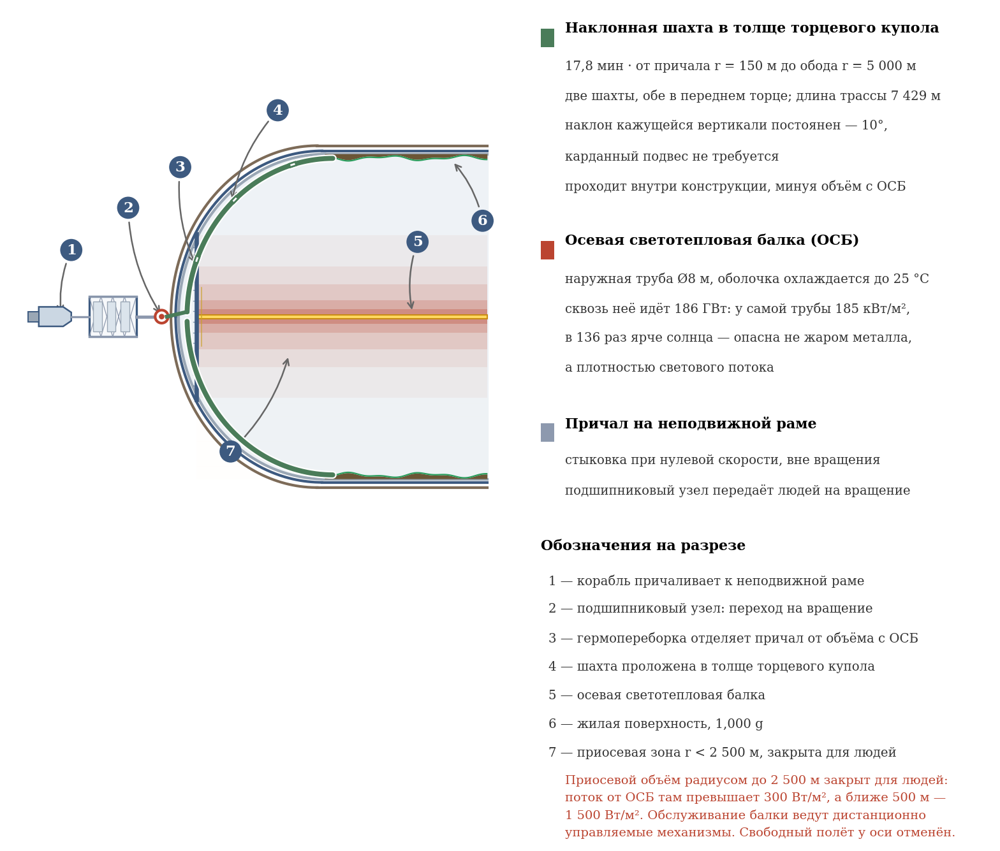 4
3
2
1
5
6
7
Наклонная шахта в толще торцевого купола
17,8 мин · от причала r = 150 м до обода r = 5 000 м
две шахты, обе в переднем торце; длина трассы 7 429 м
наклон кажущейся вертикали постоянен — 10°,
карданный подвес не требуется
проходит внутри конструкции, минуя объём с ОСБ
Осевая светотепловая балка (ОСБ)
наружная труба Ø8 м, оболочка охлаждается до 25 °C
сквозь неё идёт 186 ГВт: у самой трубы 185 кВт/м²,
в 136 раз ярче солнца — опасна не жаром металла,
а плотностью светового потока
Причал на неподвижной раме
стыковка при нулевой скорости, вне вращения
подшипниковый узел передаёт людей на вращение
Обозначения на разрезе
1 — корабль причаливает к неподвижной раме
2 — подшипниковый узел: переход на вращение
3 — гермопереборка отделяет причал от объёма с ОСБ
4 — шахта проложена в толще торцевого купола
5 — осевая светотепловая балка
6 — жилая поверхность, 1,000 g
7 — приосевая зона r < 2 500 м, закрыта для людей
Приосевой объём радиусом до 2 500 м закрыт для людей:
поток от ОСБ там превышает 300 Вт/м², а ближе 500 м —
1 500 Вт/м². Обслуживание балки ведут дистанционно
управляемые механизмы. Свободный полёт у оси отменён.